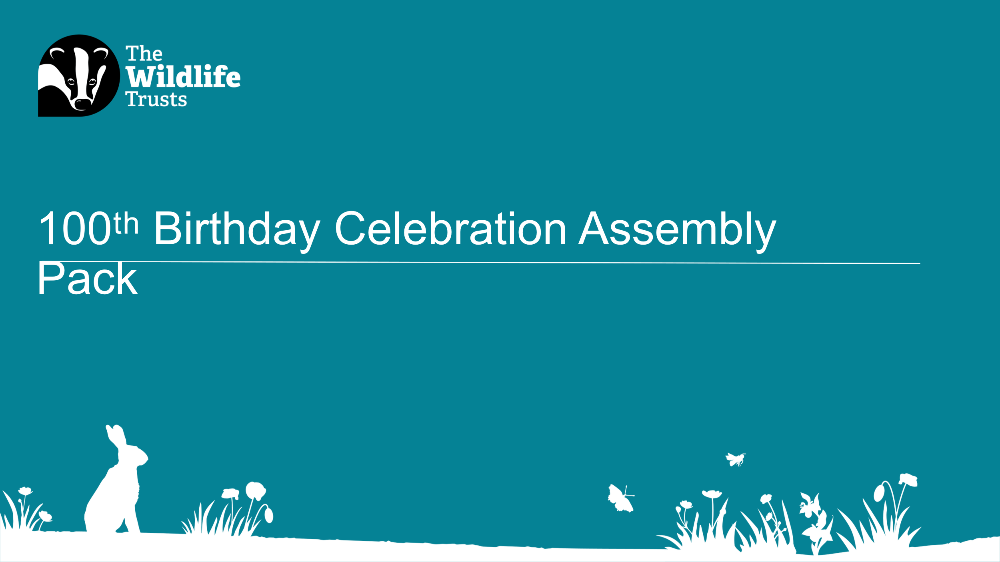 The
Wildlife
Trusts
100th Birthday Celebration Assembly
Pack